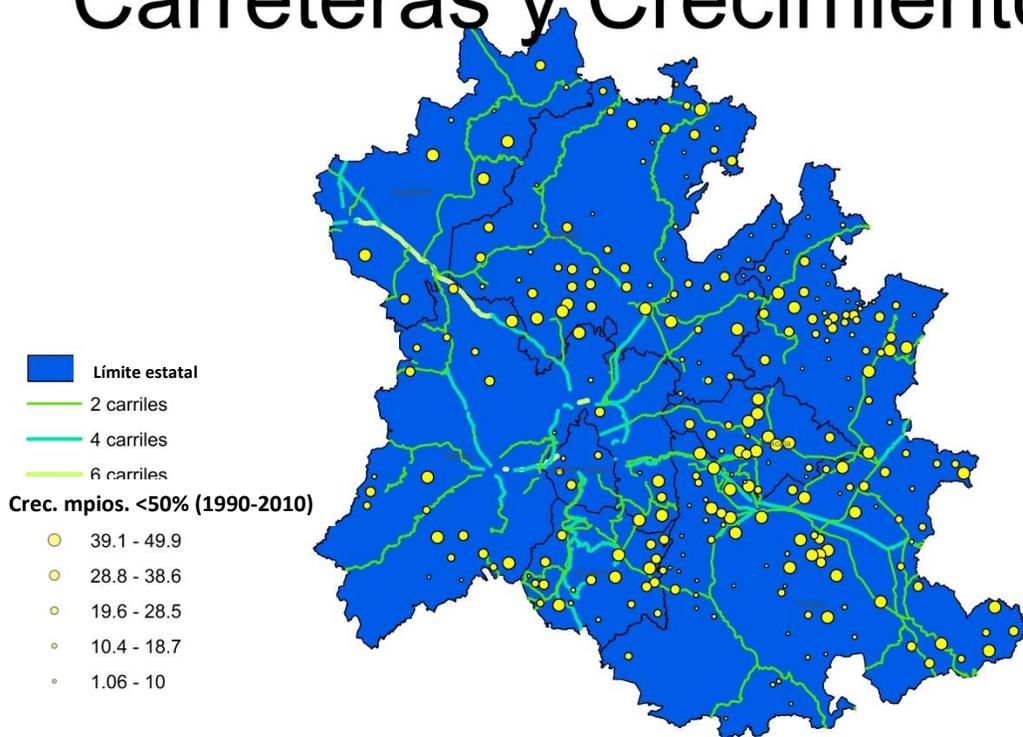 Carreteras y Crecimiento
Límite estatal
2 carriles
4 carriles
6 carriles
Crec. mpios. <50% (1990-2010)
39.1 - 49.9
28.8 - 38.6
19.6 - 28.5
10.4 - 18.7
1.06 - 10